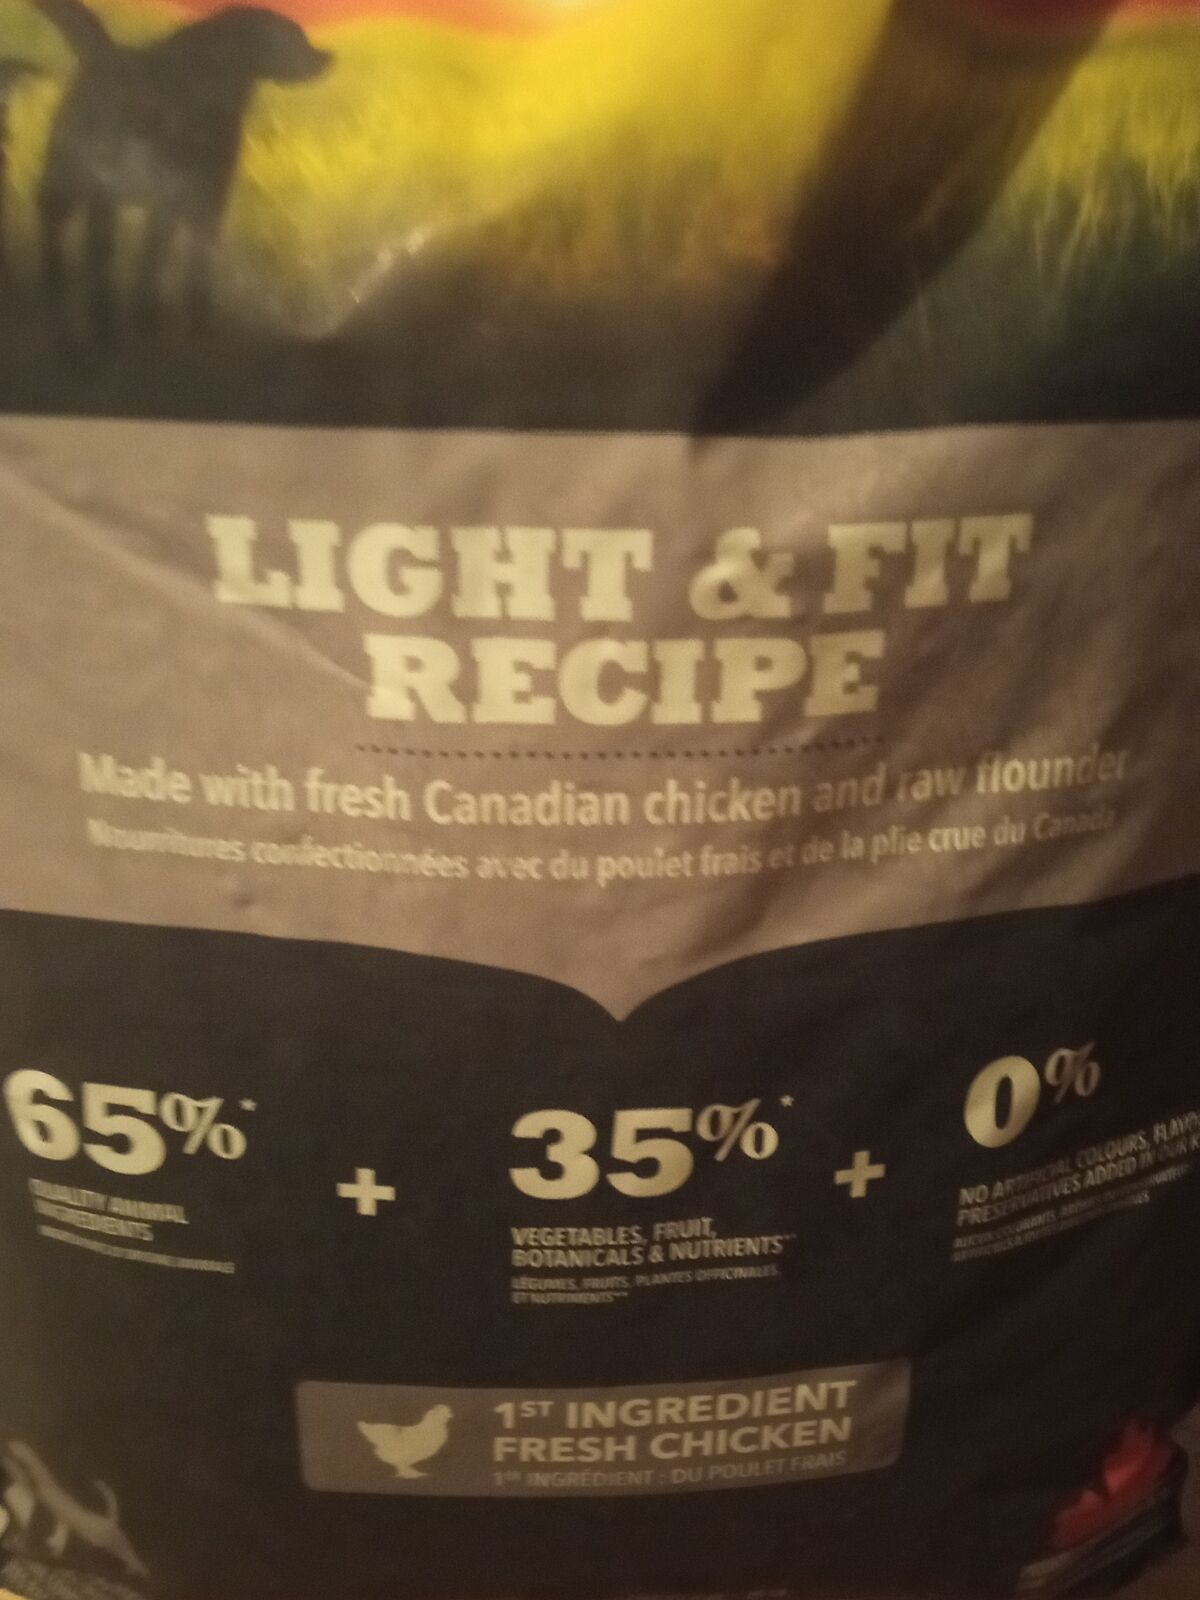 LIGHT & FIT
RECIPE
Made with fresh Canadian chicken and raw flounder
Nourritures confectionnées avec du poulet frais et de la plie crue du Canada
65%*
QUALITY ANIMAL
INGREDIENTS
+
35%*
VEGETABLES, FRUIT,
BOTANICALS & NUTRIENTS**
LÉGUMES, FRUITS, PLANTES OFFICINALES
ET NUTRIMENTS**
+
0%
NO ARTIFICIAL COLOURS,
PRESERVATIVES ADDED IN OUR
1ST INGREDIENT
FRESH CHICKEN
1ER INGRÉDIENT : DU POULET FRAIS